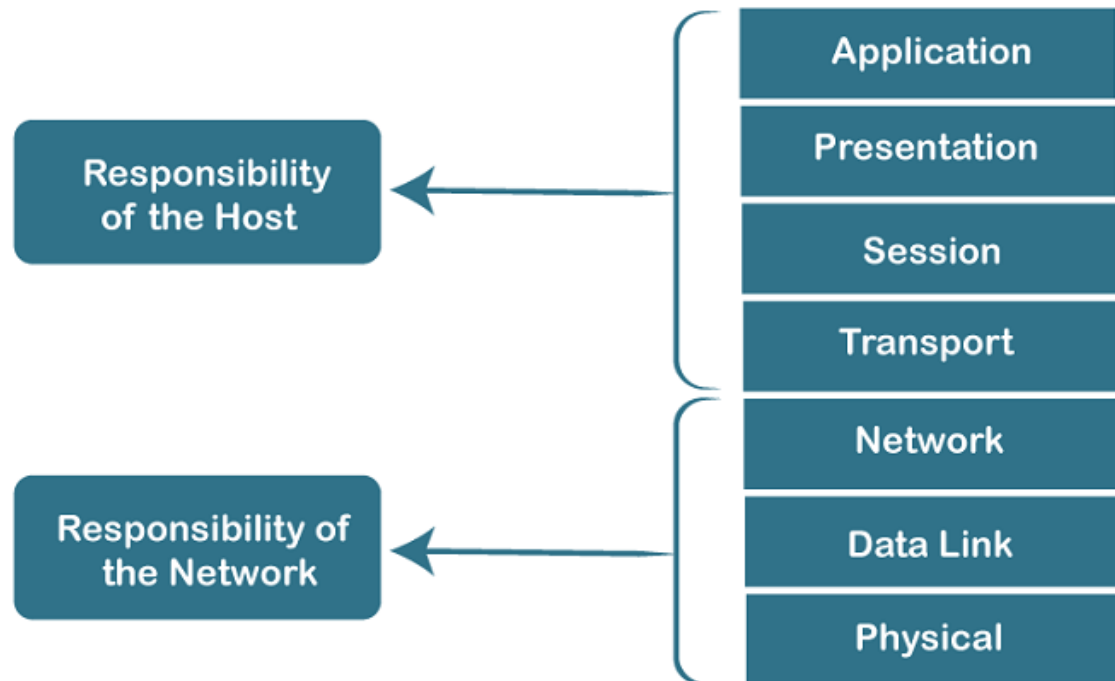 Responsibility
of the Host
Responsibility of
the Network
Application
Presentation
Session
Transport
Network
Data Link
Physical